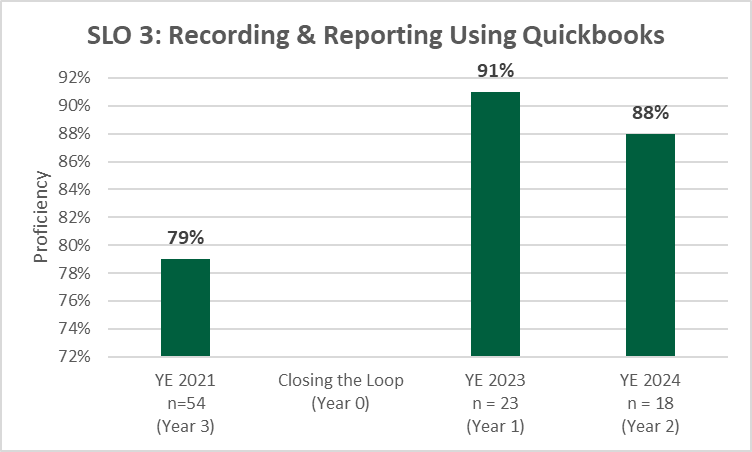 SLO 3: Recording & Reporting Using Quickbooks
Proficiency
92%
90%
88%
86%
84%
82%
80%
78%
76%
74%
72%
79%
91%
88%
YE 2021
n=54
(Year 3)
Closing the Loop
(Year 0)
YE 2023
n = 23
(Year 1)
YE 2024
n = 18
(Year 2)